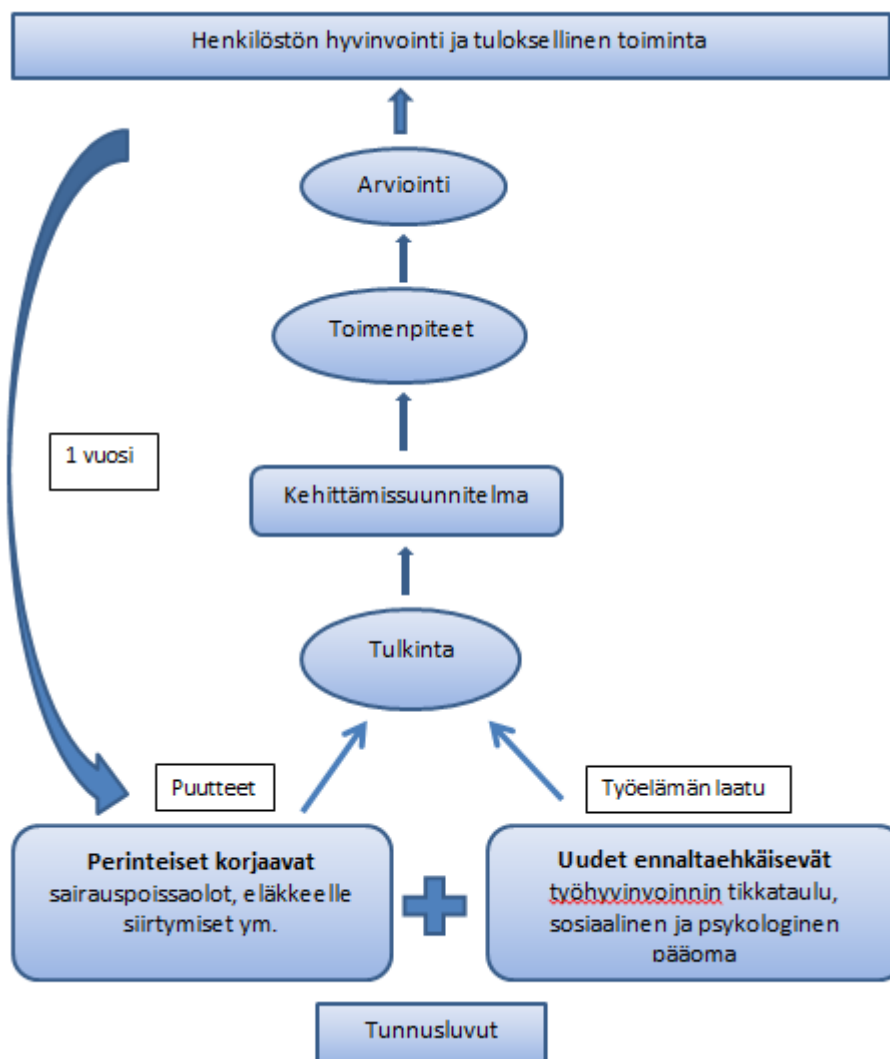 Henkilöstön hyvinvointi ja tuloksellinen toiminta
Arviointi
Toimenpiteet
1 vuosi
Kehittämissuunnitelma
Tulkinta
Puutteet
Työelämän laatu
Perinteiset korjaavat
sairauspoissaolot, eläkkeelle
siirtymiset ym.
Uudet ennaltaehkäisevät
työhyvinvoinnin tikkataulu,
sosiaalinen ja psykologinen
pääoma
Tunnusluvut